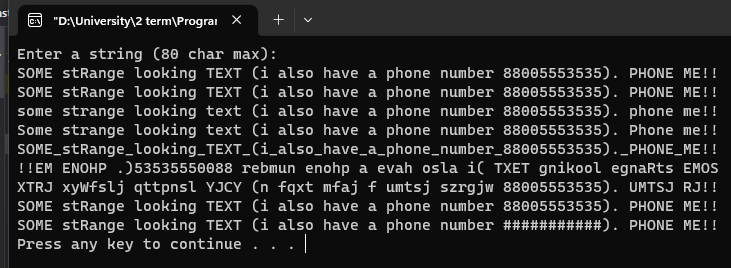 "D:\University\2 term\Progran
Enter a string (80 char max):
SOME stRange looking TEXT (i also have a phone number 88005553535). PHONE ME!!
SOME stRange looking TEXT (i also have a phone number 88005553535). PHONE ME!!
some strange looking text (i also have a phone number 88005553535). phone me!!
Some strange looking text (i also have a phone number 88005553535). Phone me!!
SOME_stRange_looking_TEXT_(i_also_have_a_phone_number_88005553535)._PHONE_ME!!
!!EM ENOHP .)53535550088 rebmun enohp a evah osla i( TXET gnikool egnaRts EMOS
XTRJ xyWfslj qttpnsl YJCY (n fqxt mfaj f umtsj szrgjw 88005553535). UMTSJ RJ!!
SOME stRange looking TEXT (i also have a phone number 88005553535). PHONE ME!!
SOME stRange looking TEXT (i also have a phone number ###########). PHONE ME!!
Press any key to continue . . .